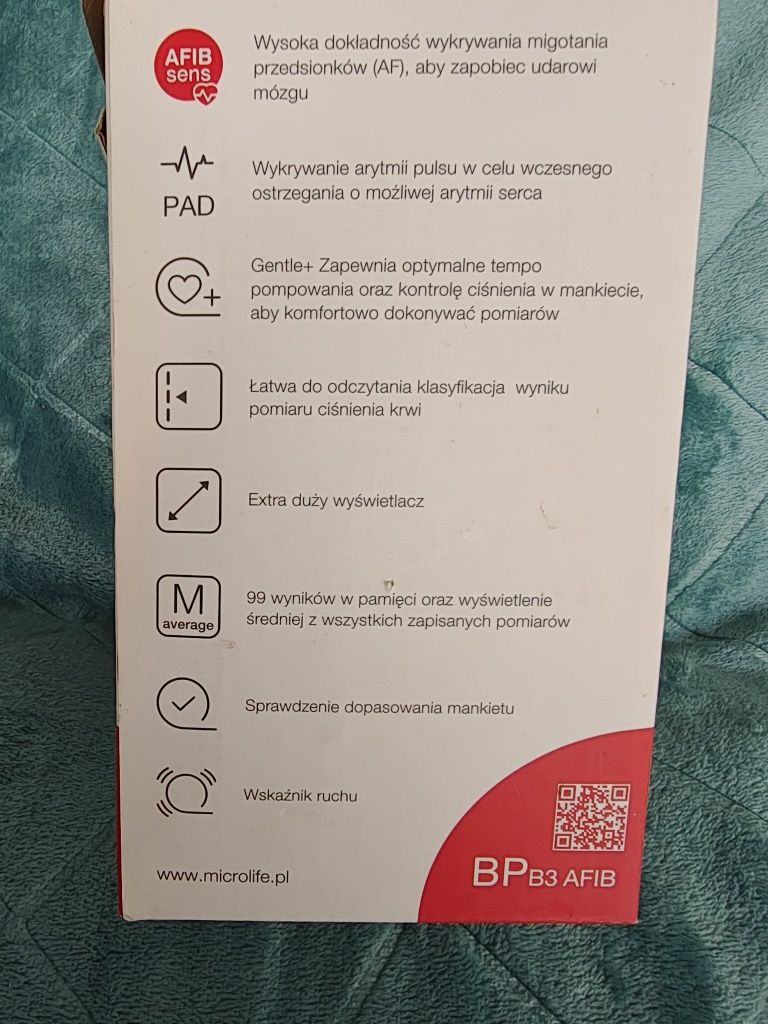 AFIB
sens
Wysoka dokładność wykrywania migotania
przedsionków (AF), aby zapobiec udarowi
mózgu
PAD
Wykrywanie arytmii pulsu w celu wczesnego
ostrzegania o możliwej arytmii serca
Gentle+ Zapewnia optymalne tempo
pompowania oraz kontrolę ciśnienia w mankiecie,
aby komfortowo dokonywać pomiarów
Łatwa do odczytania klasyfikacja wyniku
pomiaru ciśnienia krwi
Extra duży wyświetlacz
M
average
99 wyników w pamięci oraz wyświetlenie
średniej z wszystkich zapisanych pomiarów
Sprawdzenie dopasowania mankietu
Wskaźnik ruchu
www.microlife.pl
BP B3 AFIB